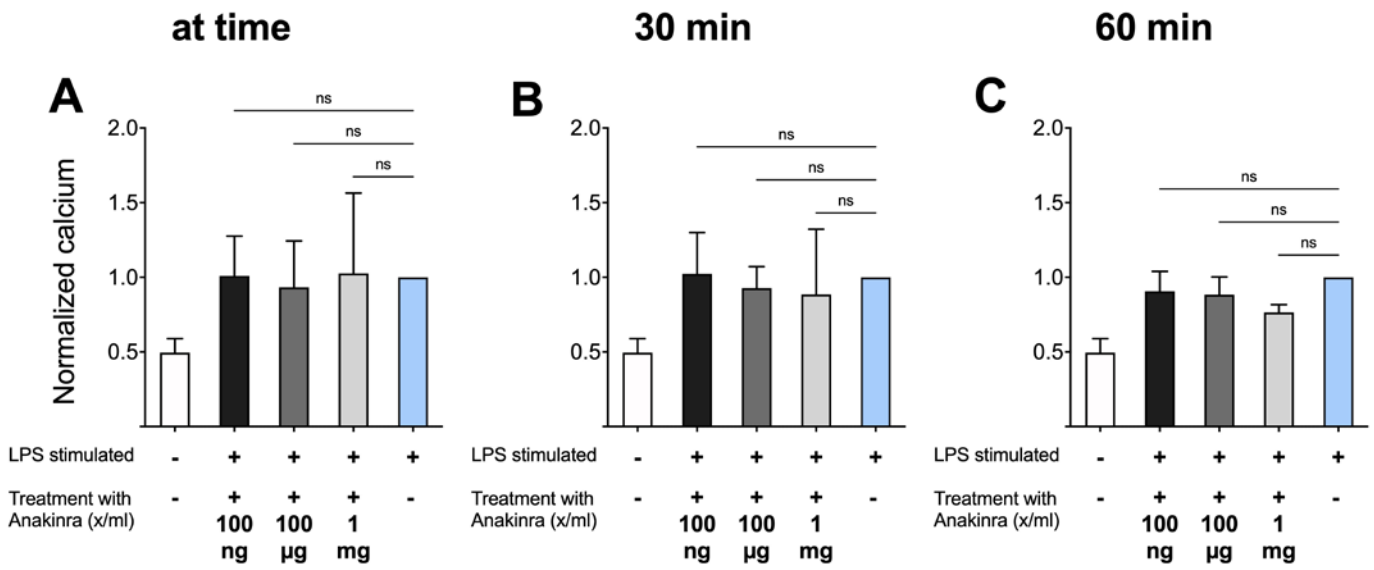 at time 30 min 60 min
A
ns
ns
ns
2.0
1.5
1.0
0.5
Normalized calcium
LPS stimulated - + + + +
Treatment with - + + + -
Anakinra (x/ml) 100 100 1
ng µg mg
B
ns
ns
ns
2.0
1.5
1.0
0.5
LPS stimulated - + + + +
Treatment with - + + + -
Anakinra (x/ml) 100 100 1
ng µg mg
C
ns
ns
ns
2.0
1.5
1.0
0.5
LPS stimulated - + + + +
Treatment with - + + + -
Anakinra (x/ml) 100 100 1
ng µg mg